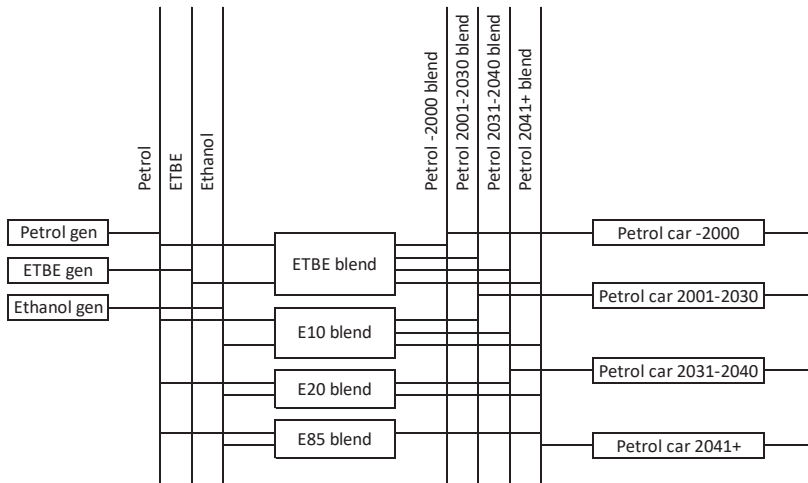 Petrol
ETBE
Ethanol
Petrol -2000 blend
Petrol 2001-2030 blend
Petrol 2031-2040 blend
Petrol 2041+ blend
Petrol gen
ETBE gen
Ethanol gen
ETBE blend
E10 blend
E20 blend
E85 blend
Petrol car -2000
Petrol car 2001-2030
Petrol car 2031-2040
Petrol car 2041+